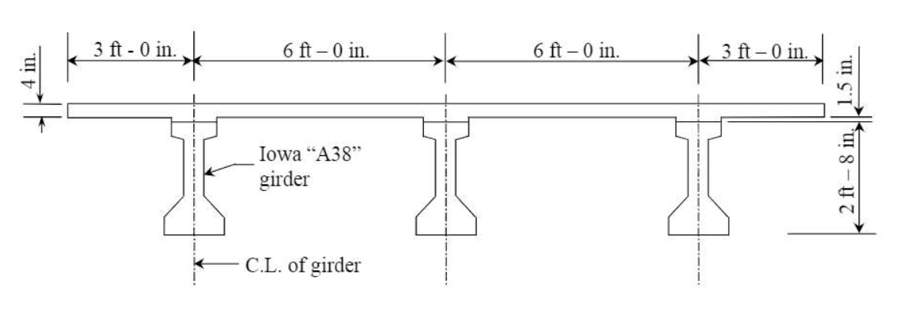 3 ft - 0 in.
6 ft – 0 in.
6 ft – 0 in.
3 ft – 0 in.
4 in.
1.5 in.
Iowa “A38”
girder
2 ft – 8 in.
C.L. of girder